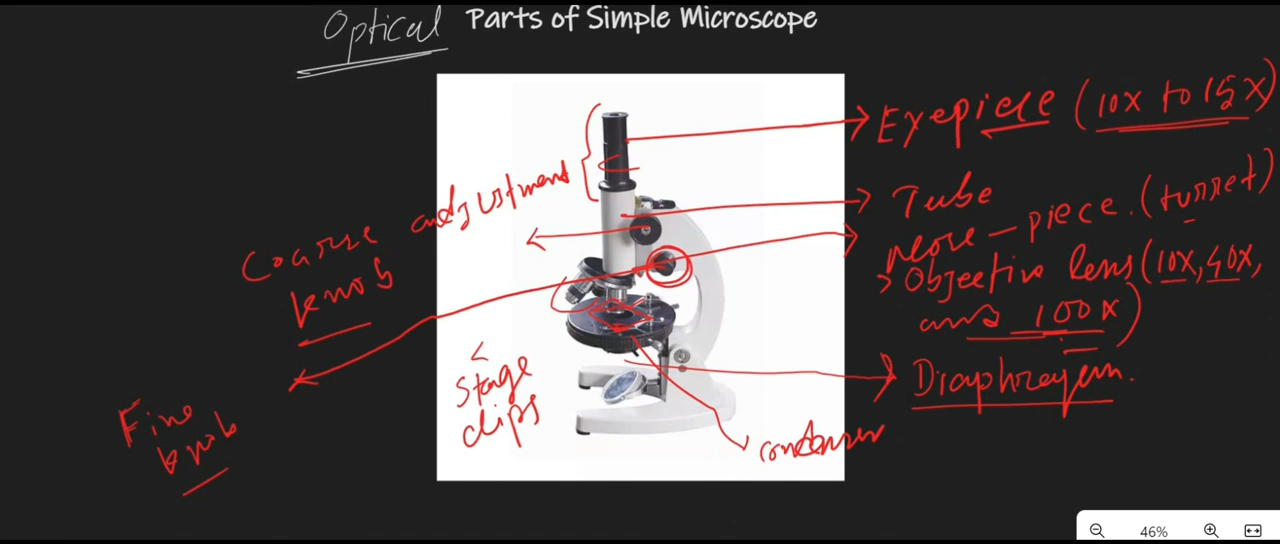 Optical Parts of Simple Microscope
Eyepiece (10x to 15x)
Tube
Nose-piece. (turret)
Objective lens (10x, 40x,
and 100x)
Diaphragm.
condenser
Coarse adjustment
knob
Stage
clips
Fine
knob
46%